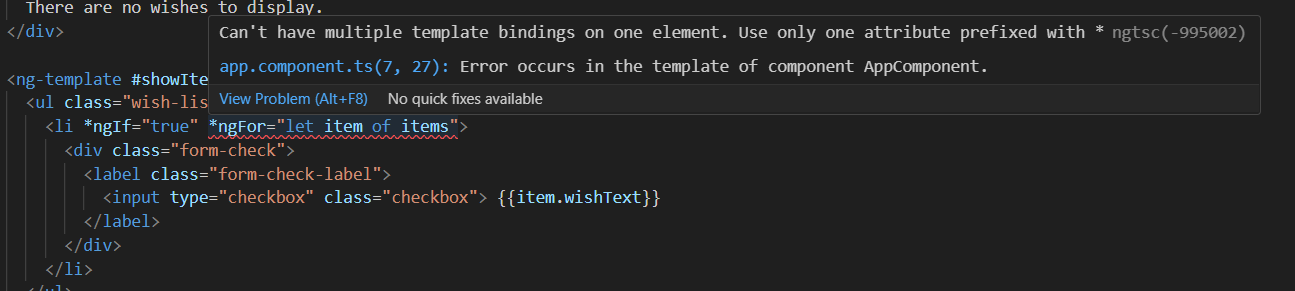 There are no wishes to display.
</div>
Can't have multiple template bindings on one element. Use only one attribute prefixed with * ngtsc(-995002)
app.component.ts(7, 27): Error occurs in the template of component AppComponent.
<ng-template #showIte
View Problem (Alt+F8) No quick fixes available
<ul class="wish-lis
<li *ngIf="true" *ngFor="let item of items">
<div class="form-check">
<label class="form-check-label">
<input type="checkbox" class="checkbox"> {{item.wishText}}
</label>
</div>
</li>
</ul>